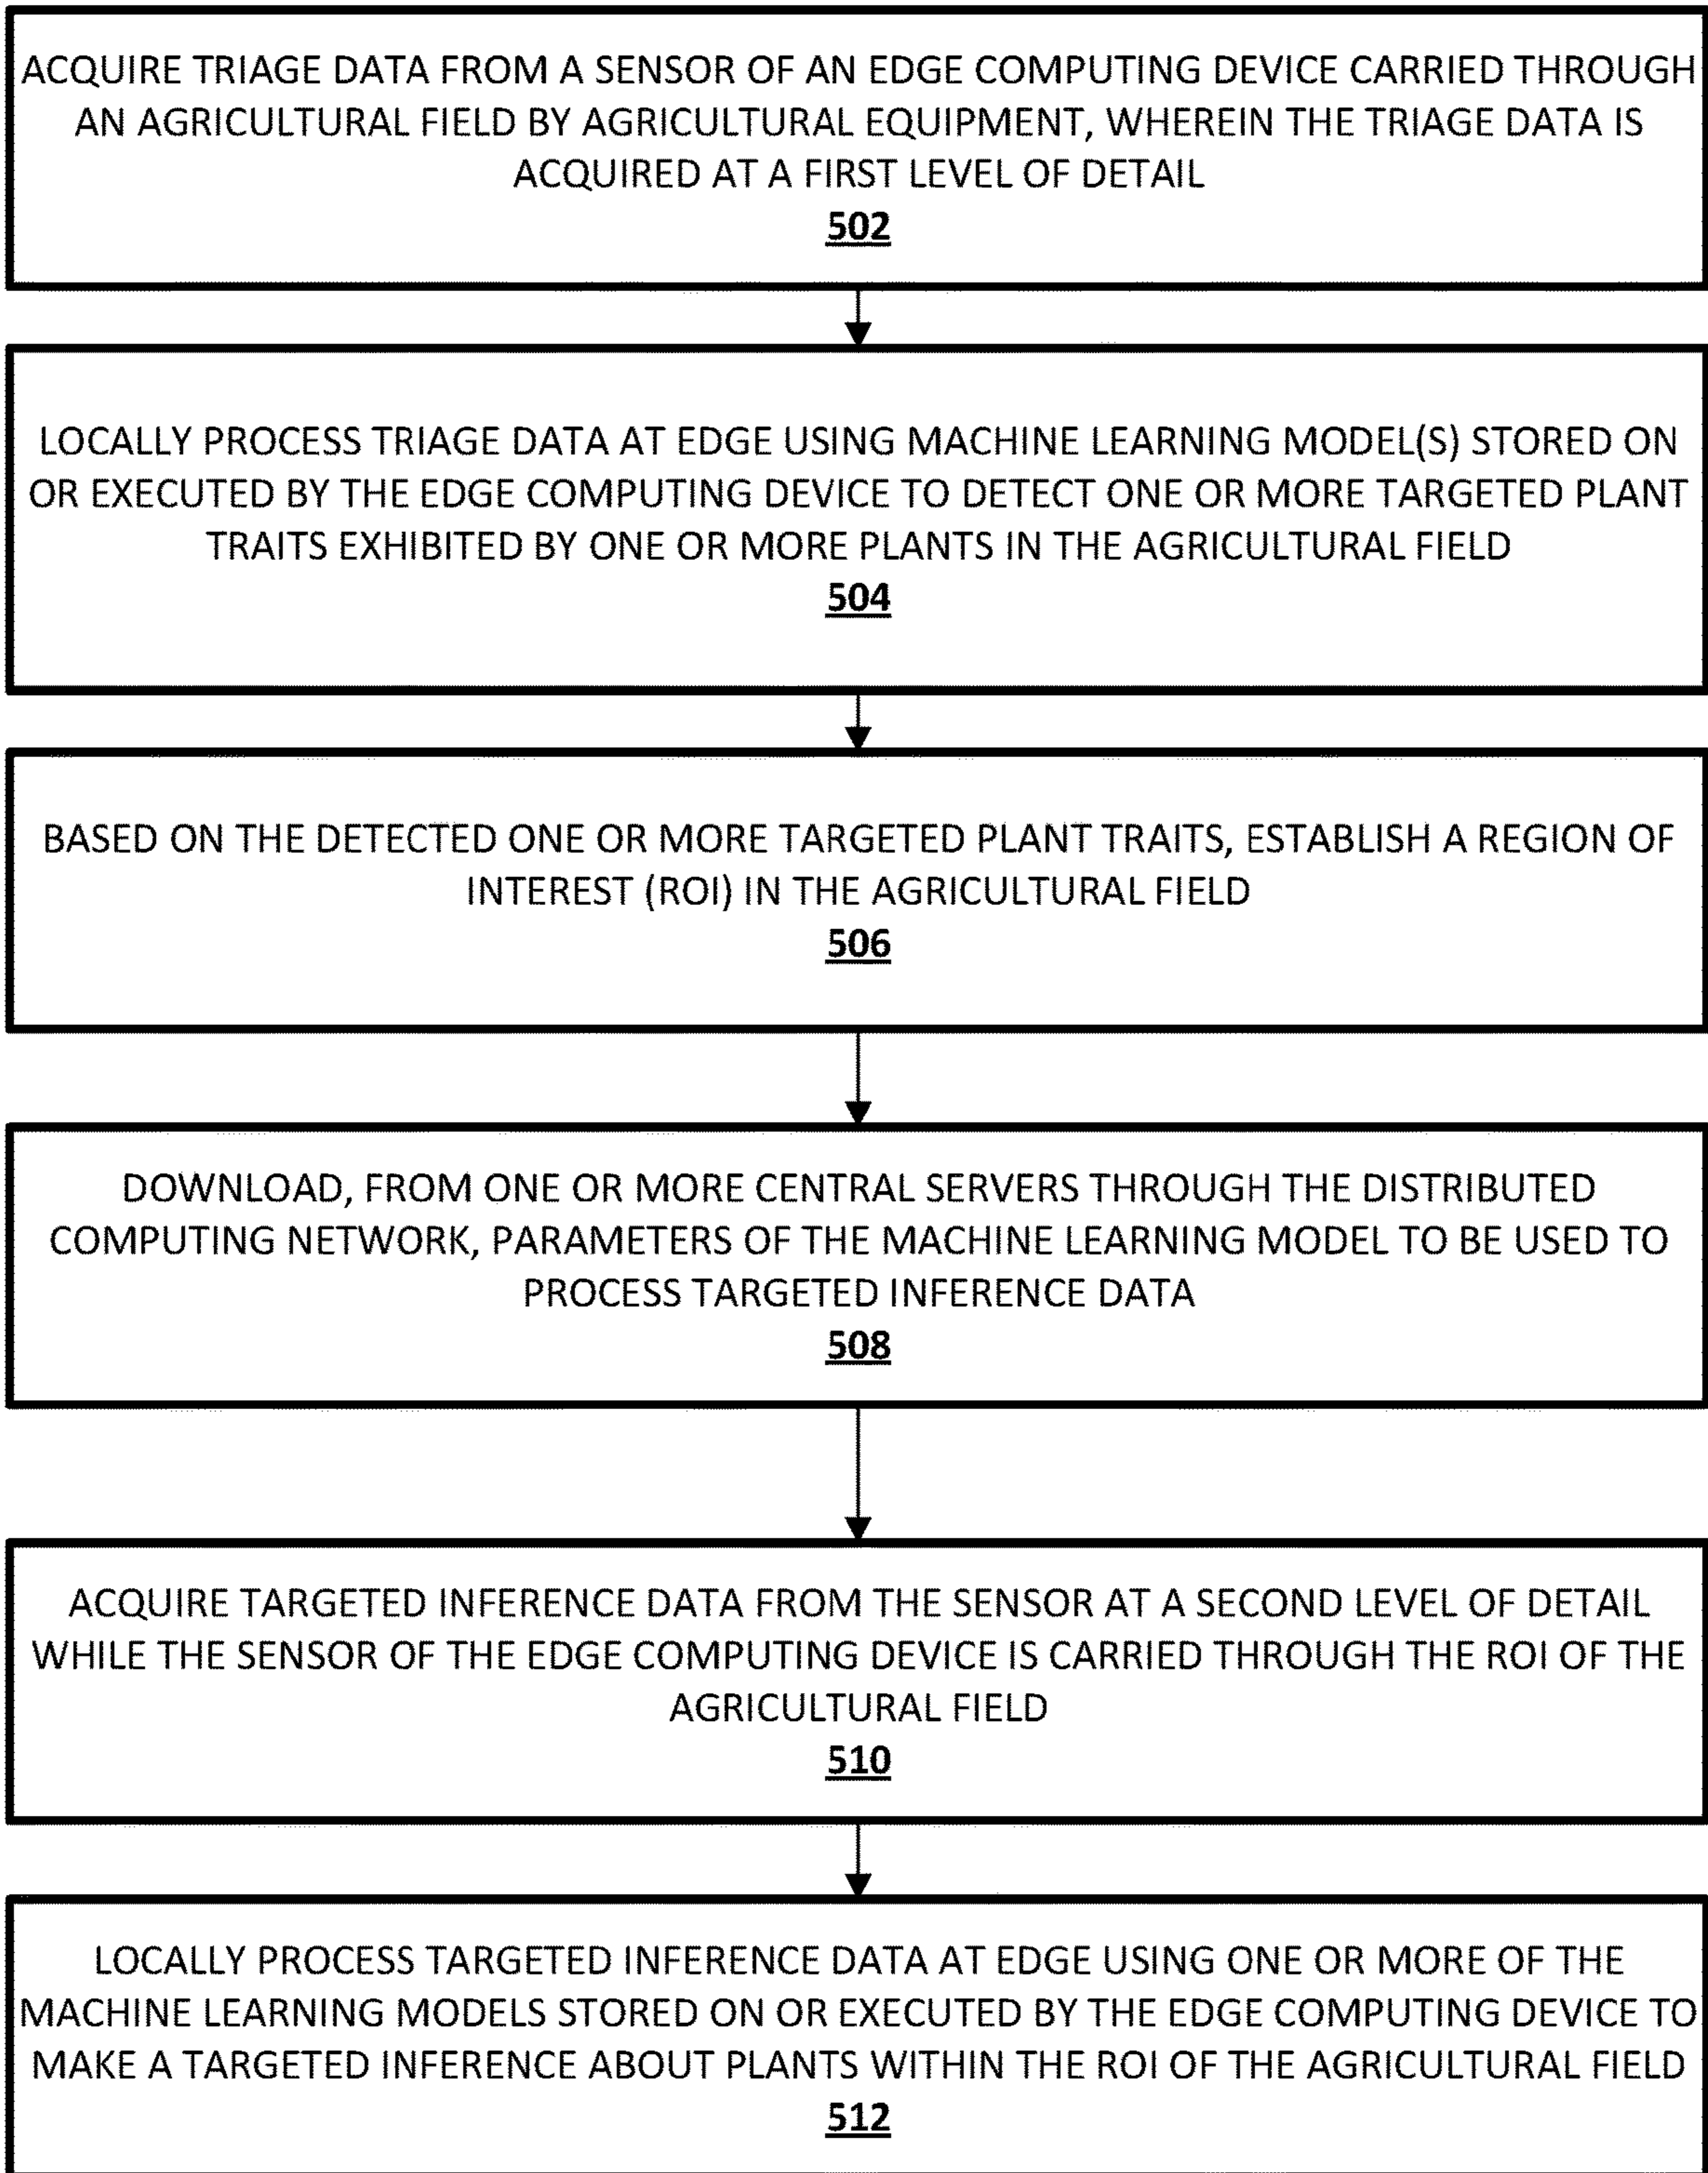 ACQUIRE TRIAGE DATA FROM A SENSOR OF AN EDGE COMPUTING DEVICE CARRIED THROUGH
AN AGRICULTURAL FIELD BY AGRICULTURAL EQUIPMENT, WHEREIN THE TRIAGE DATA IS
ACQUIRED AT A FIRST LEVEL OF DETAIL
502
LOCALLY PROCESS TRIAGE DATA AT EDGE USING MACHINE LEARNING MODEL(S) STORED ON
OR EXECUTED BY THE EDGE COMPUTING DEVICE TO DETECT ONE OR MORE TARGETED PLANT
TRAITS EXHIBITED BY ONE OR MORE PLANTS IN THE AGRICULTURAL FIELD
504
BASED ON THE DETECTED ONE OR MORE TARGETED PLANT TRAITS, ESTABLISH A REGION OF
INTEREST (ROI) IN THE AGRICULTURAL FIELD
506
DOWNLOAD, FROM ONE OR MORE CENTRAL SERVERS THROUGH THE DISTRIBUTED
COMPUTING NETWORK, PARAMETERS OF THE MACHINE LEARNING MODEL TO BE USED TO
PROCESS TARGETED INFERENCE DATA
508
ACQUIRE TARGETED INFERENCE DATA FROM THE SENSOR AT A SECOND LEVEL OF DETAIL
WHILE THE SENSOR OF THE EDGE COMPUTING DEVICE IS CARRIED THROUGH THE ROI OF THE
AGRICULTURAL FIELD
510
LOCALLY PROCESS TARGETED INFERENCE DATA AT EDGE USING ONE OR MORE OF THE
MACHINE LEARNING MODELS STORED ON OR EXECUTED BY THE EDGE COMPUTING DEVICE TO
MAKE A TARGETED INFERENCE ABOUT PLANTS WITHIN THE ROI OF THE AGRICULTURAL FIELD
512